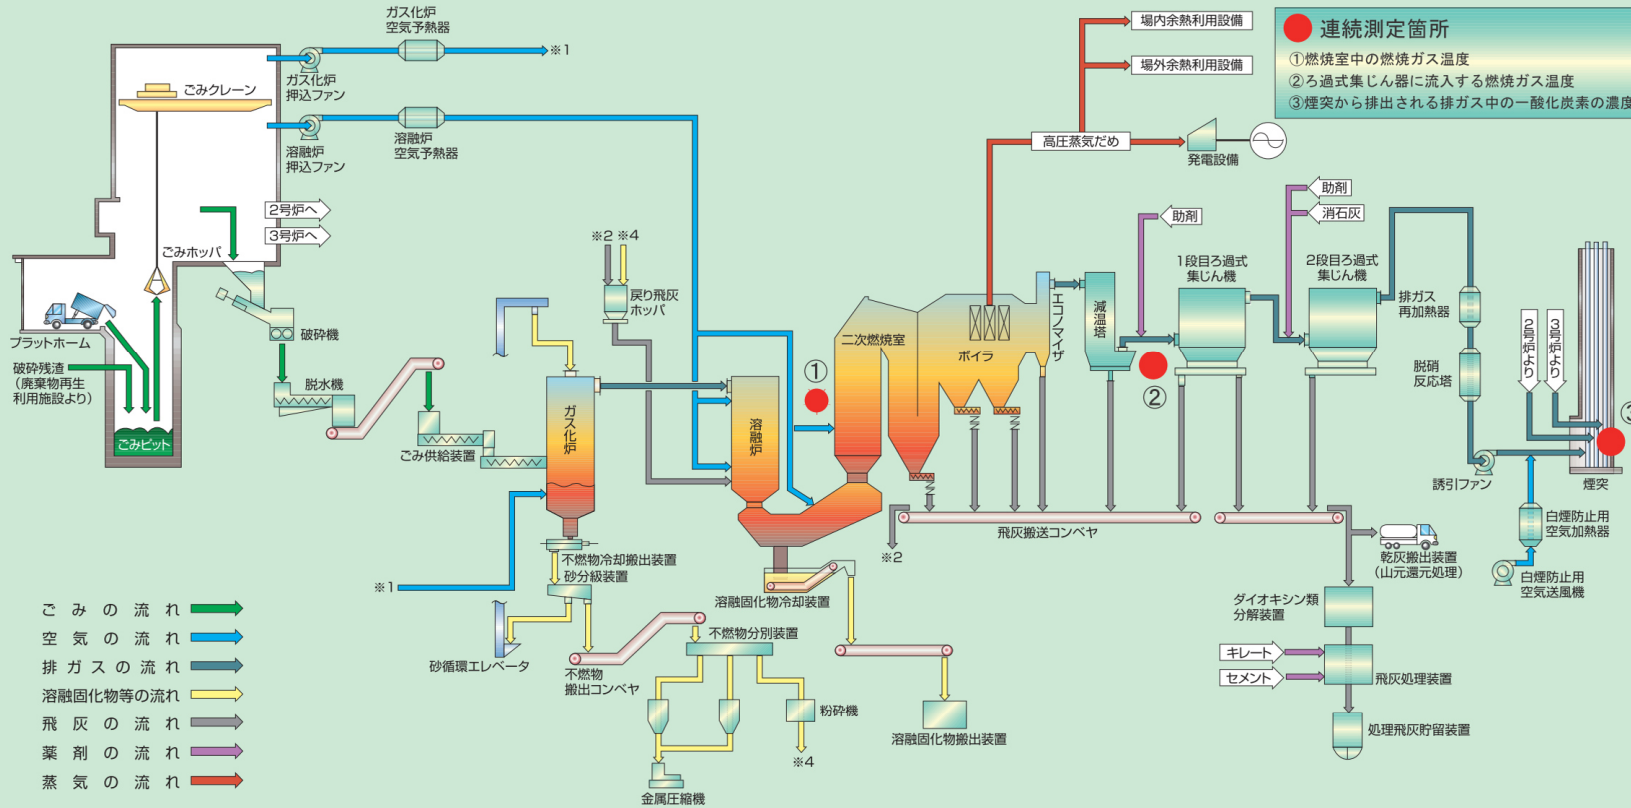 ガス化炉
空気予熱器
※1
ガス化炉
押込ファン
ごみクレーン
溶融炉
押込ファン
溶融炉
空気予熱器
2号炉へ
3号炉へ
ごみホッパ
プラットホーム
破砕残渣
（廃棄物再生
利用施設より）
ごみピット
破砕機
脱水機
ごみ供給装置
ガス化炉
※2 ※4
戻り飛灰
ホッパ
溶融炉
場内余熱利用設備
場外余熱利用設備
高圧蒸気だめ
発電設備
連続測定箇所
①燃焼室中の燃焼ガス温度
②ろ過式集じん器に流入する燃焼ガス温度
③煙突から排出される排ガス中の一酸化炭素の濃度
①
二次燃焼室
ボイラ
エコノマイザ
減温塔
②
助剤
助剤
消石灰
1段目ろ過式
集じん機
2段目ろ過式
集じん機
排ガス
再加熱器
脱硝
反応塔
2号炉より
3号炉より
③
誘引ファン
煙突
白煙防止用
空気加熱器
白煙防止用
空気送風機
飛灰搬送コンベヤ
※2
乾灰搬出装置
（山元還元処理）
ダイオキシン類
分解装置
キレート
セメント
飛灰処理装置
処理飛灰貯留装置
※1
不燃物冷却搬出装置
砂分級装置
砂循環エレベータ
不燃物
搬出コンベヤ
不燃物分別装置
粉砕機
※4
金属圧縮機
溶融固化物冷却装置
溶融固化物搬出装置
ごみの流れ
空気の流れ
排ガスの流れ
溶融固化物等の流れ
飛灰の流れ
薬剤の流れ
蒸気の流れ